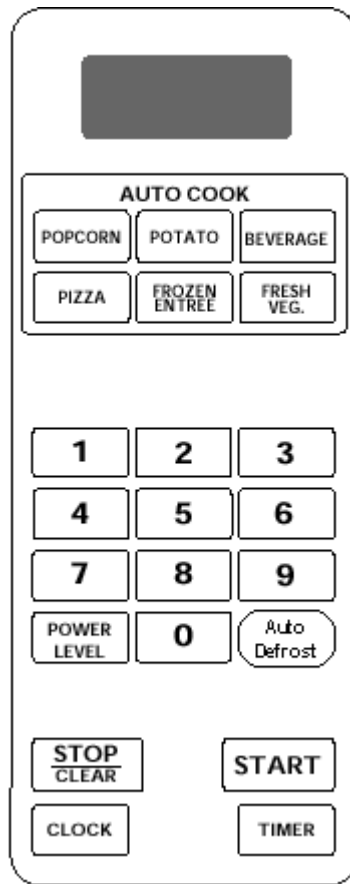 AUTO COOK
POPCORN POTATO BEVERAGE
PIZZA FROZEN ENTREE FRESH VEG.
1 2 3
4 5 6
7 8 9
POWER LEVEL 0 Auto Defrost
STOP
CLEAR
START
CLOCK TIMER